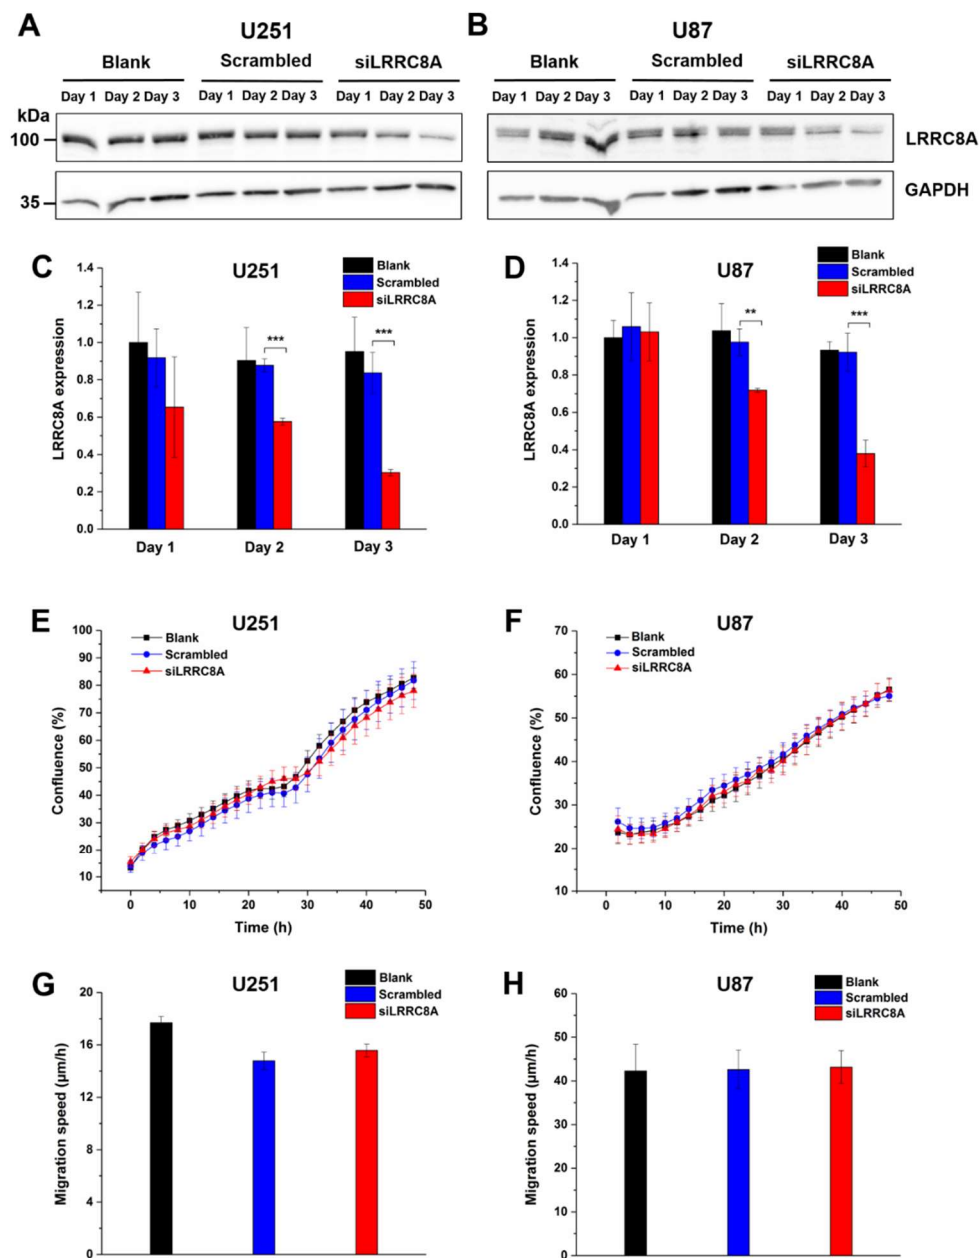 A
U251
Blank
Scrambled
siLRRC8A
Day 1 Day 2 Day 3
Day 1 Day 2 Day 3
Day 1 Day 2 Day 3
kDa
100
35
B
U87
Blank
Scrambled
siLRRC8A
Day 1 Day 2 Day 3
Day 1 Day 2 Day 3
Day 1 Day 2 Day 3
LRRC8A
GAPDH
C
U251
Blank
Scrambled
siLRRC8A
LRRC8A expression
1.4
1.2
1.0
0.8
0.6
0.4
0.2
0.0
***
***
Day 1
Day 2
Day 3
D
U87
Blank
Scrambled
siLRRC8A
LRRC8A expression
1.4
1.2
1.0
0.8
0.6
0.4
0.2
0.0
**
***
Day 1
Day 2
Day 3
E
U251
Blank
Scrambled
siLRRC8A
Confluence (%)
100
90
80
70
60
50
40
30
20
10
0
10
20
30
40
50
Time (h)
F
U87
Blank
Scrambled
siLRRC8A
Confluence (%)
70
60
50
40
30
20
10
0
10
20
30
40
50
Time (h)
G
U251
Blank
Scrambled
siLRRC8A
Migration speed (µm/h)
20
16
12
8
4
0
H
U87
Blank
Scrambled
siLRRC8A
Migration speed (µm/h)
60
50
40
30
20
10
0